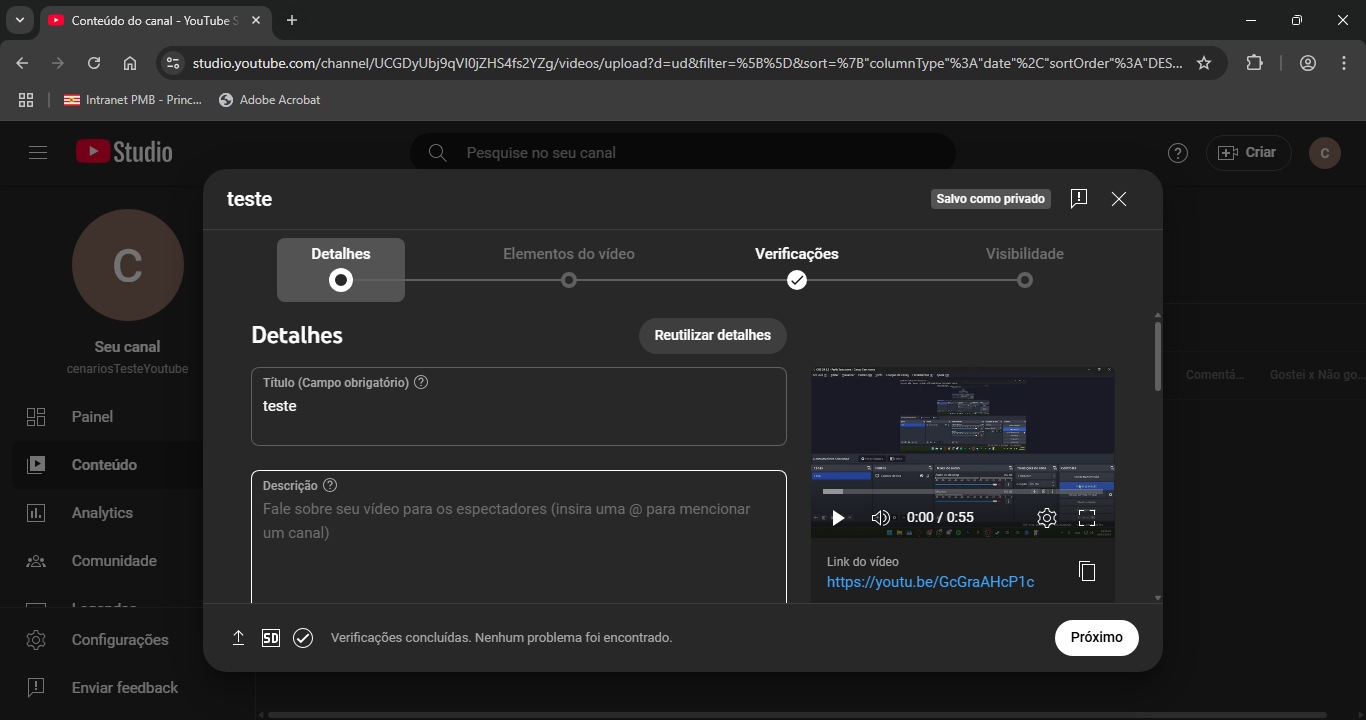 Conteúdo do canal - YouTube S
studio.youtube.com/channel/UCGDyUbj9qVI0jZHS4fs2YZg/videos/upload?d=ud&filter=%5B%5D&sort=%7B"columnType"%3A"date"%2C"sortOrder"%3A"DES...
Intranet PMB - Princ...
Adobe Acrobat
Studio
Pesquise no seu canal
Criar
C
teste
Salvo como privado
Detalhes
Elementos do vídeo
Verificações
Visibilidade
C
Seu canal
cenariosTesteYoutube
Painel
Conteúdo
Analytics
Comunidade
Configurações
Enviar feedback
Detalhes
Reutilizar detalhes
Título (Campo obrigatório)
teste
Descrição
Fale sobre seu vídeo para os espectadores (insira uma @ para mencionar
um canal)
0:00 / 0:55
Link do vídeo
https://youtu.be/GcGraAHcP1c
Comentá...
Gostei x Não go...
SD
Verificações concluídas. Nenhum problema foi encontrado.
Próximo